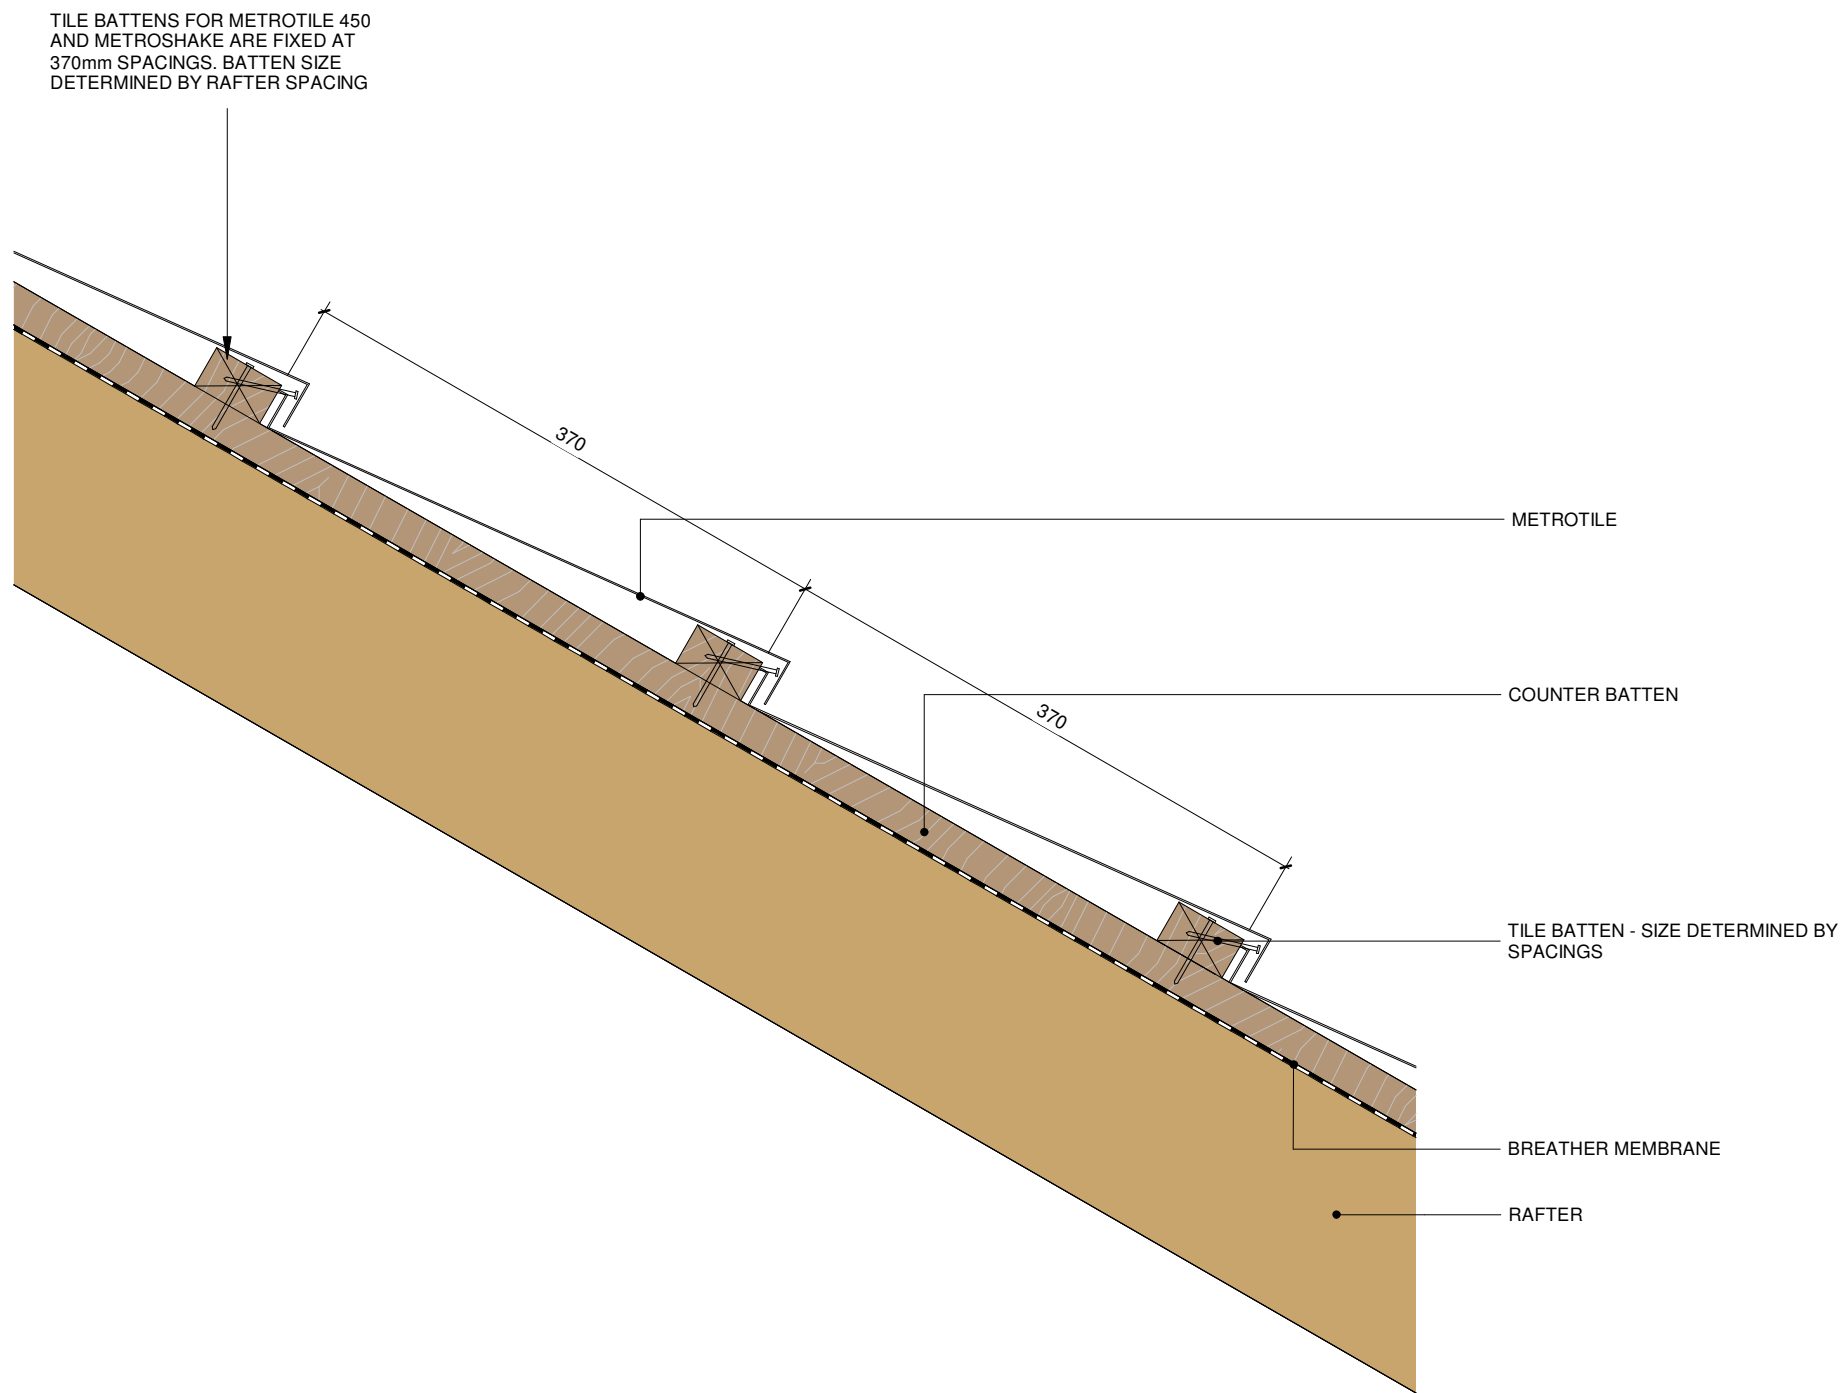 TILE BATTENS FOR METROTILE 450
AND METROSHAKE ARE FIXED AT
370mm SPACINGS. BATTEN SIZE
DETERMINED BY RAFTER SPACING
370
METROTILE
COUNTER BATTEN
370
TILE BATTEN - SIZE DETERMINED BY
SPACINGS
BREATHER MEMBRANE
RAFTER